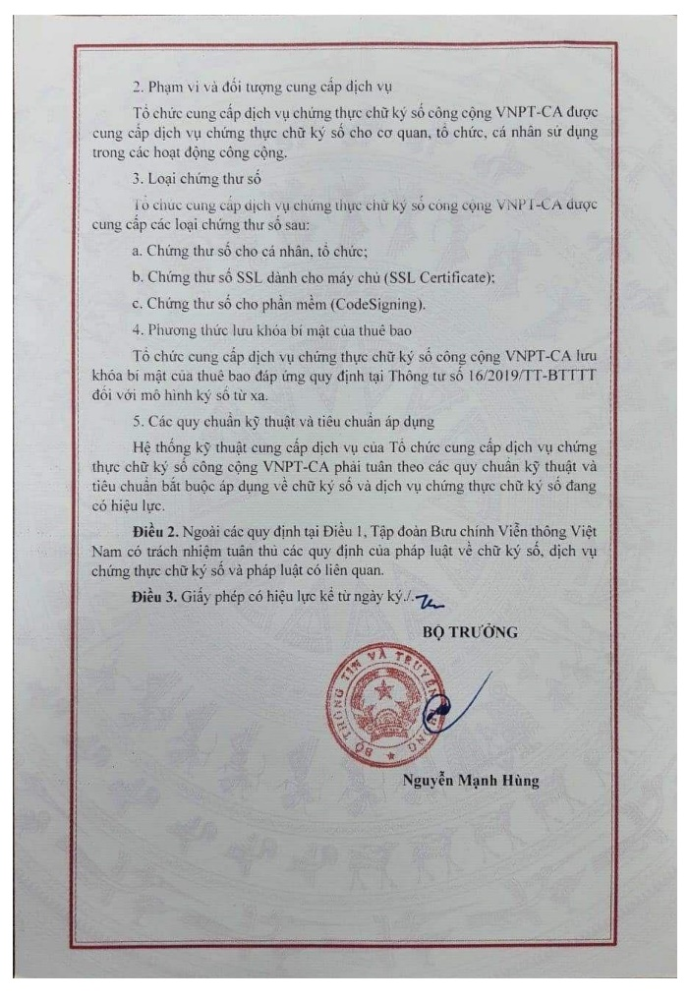 2. Phạm vi và đối tượng cung cấp dịch vụ
Tổ chức cung cấp dịch vụ chứng thực chữ ký số công cộng VNPT-CA được
cung cấp dịch vụ chứng thực chữ ký số cho cơ quan, tổ chức, cá nhân sử dụng
trong các hoạt động công cộng.
3. Loại chứng thư số
Tổ chức cung cấp dịch vụ chứng thực chữ ký số công cộng VNPT-CA được
cung cấp các loại chứng thư số sau:
a. Chứng thư số cho cá nhân, tổ chức;
b. Chứng thư số SSL dành cho máy chủ (SSL Certificate);
c. Chứng thư số cho phần mềm (CodeSigning).
4. Phương thức lưu khóa bí mật của thuê bao
Tổ chức cung cấp dịch vụ chứng thực chữ ký số công cộng VNPT-CA lưu
khóa bí mật của thuê bao đáp ứng quy định tại Thông tư số 16/2019/TT-BTTTT
đối với mô hình ký số từ xa.
5. Các quy chuẩn kỹ thuật và tiêu chuẩn áp dụng
Hệ thống kỹ thuật cung cấp dịch vụ của Tổ chức cung cấp dịch vụ chứng
thực chữ ký số công cộng VNPT-CA phải tuân theo các quy chuẩn kỹ thuật và
tiêu chuẩn bắt buộc áp dụng về chữ ký số và dịch vụ chứng thực chữ ký số đang
có hiệu lực.
Điều 2. Ngoài các quy định tại Điều 1, Tập đoàn Bưu chính Viễn thông Việt
Nam có trách nhiệm tuân thủ các quy định của pháp luật về chữ ký số, dịch vụ
chứng thực chữ ký số và pháp luật có liên quan.
Điều 3. Giấy phép có hiệu lực kể từ ngày ký./.
BỘ TRƯỞNG
BỘ THÔNG TIN VÀ TRUYỀN THÔNG
Nguyễn Mạnh Hùng